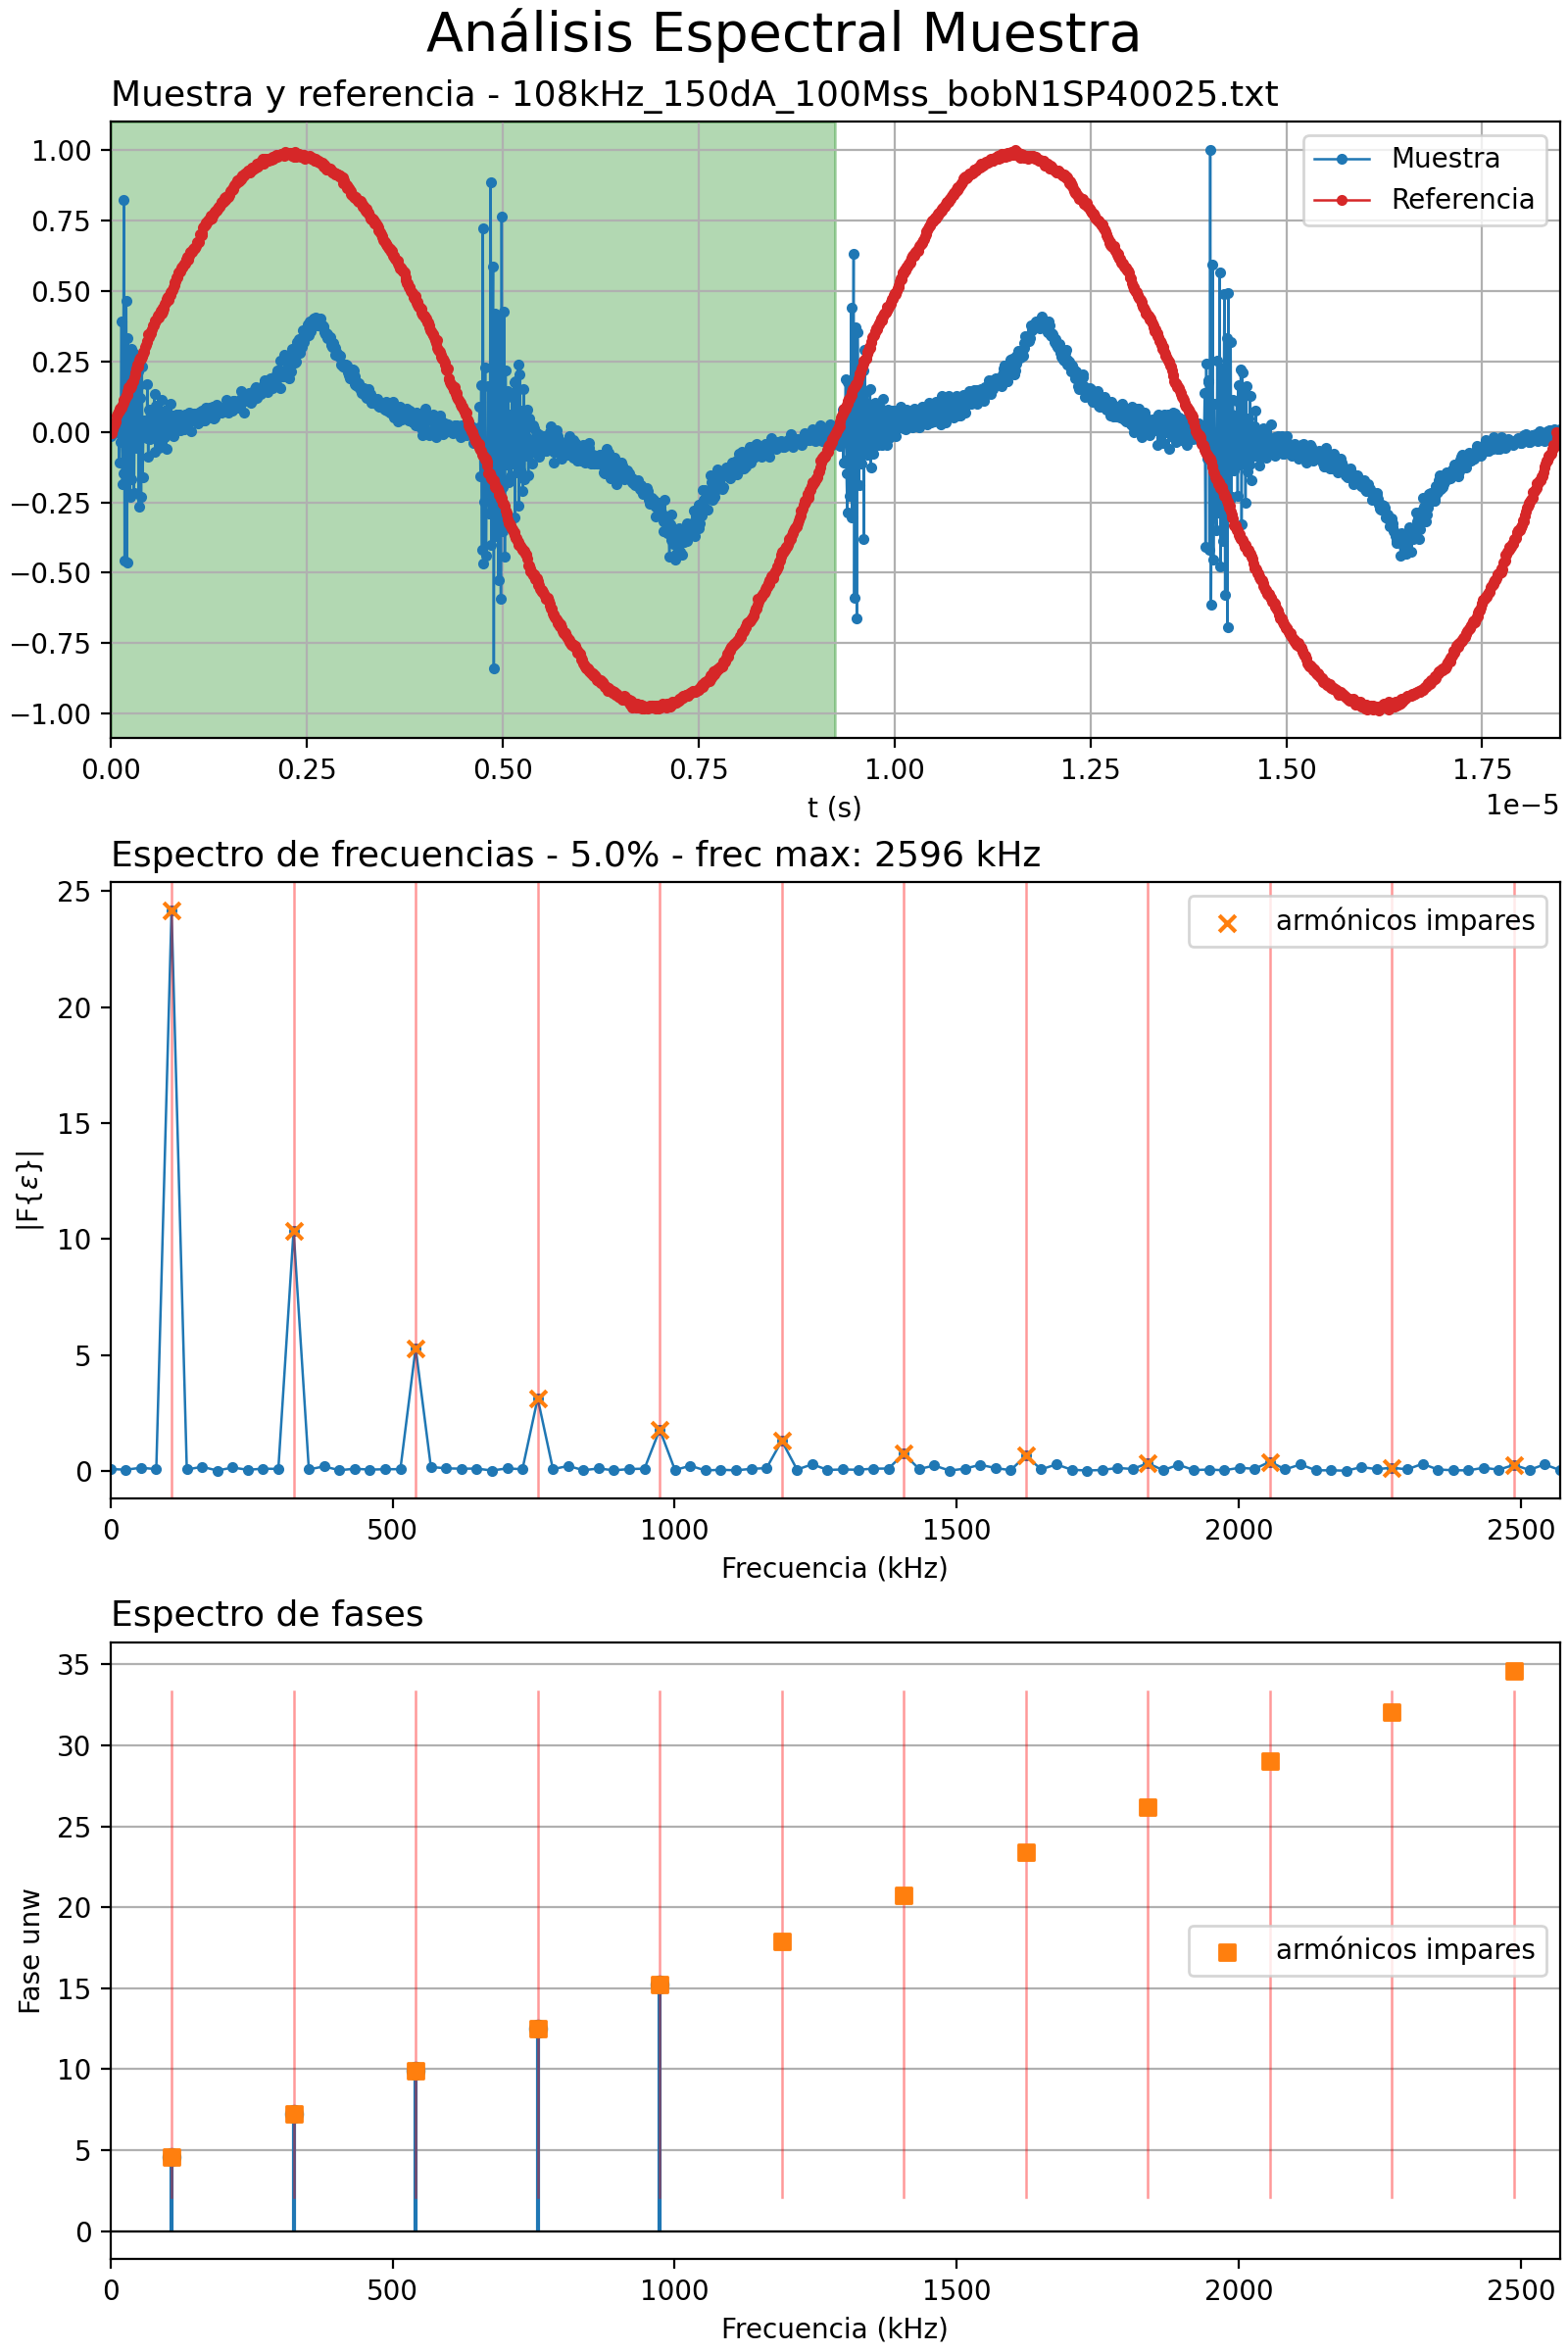 Análisis Espectral Muestra
Muestra y referencia - 108kHz_150dA_100Mss_bobN1SP40025.txt
1.00
0.75
0.50
0.25
0.00
−0.25
−0.50
−0.75
−1.00
Muestra
Referencia
0.00 0.25 0.50 0.75 1.00 1.25 1.50 1.75
t (s)
1e−5
Espectro de frecuencias - 5.0% - frec max: 2596 kHz
25
20
15
10
5
0
|F{ε}|
armónicos impares
0 500 1000 1500 2000 2500
Frecuencia (kHz)
Espectro de fases
35
30
25
20
15
10
5
0
Fase unw
armónicos impares
0 500 1000 1500 2000 2500
Frecuencia (kHz)